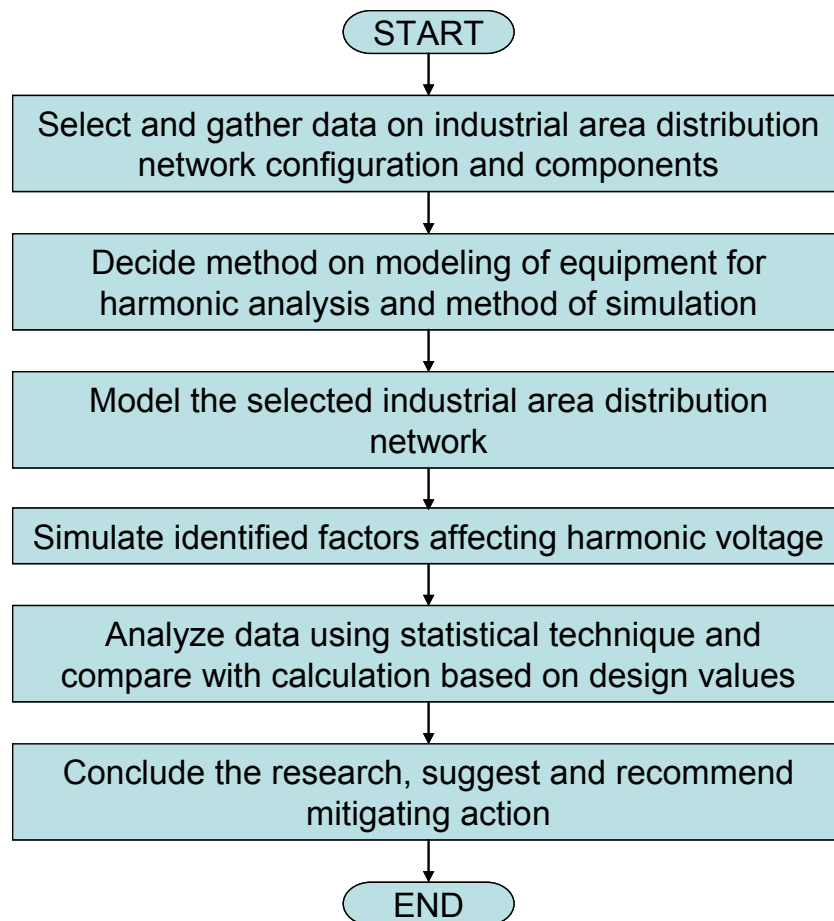 START
Select and gather data on industrial area distribution
network configuration and components
Decide method on modeling of equipment for
harmonic analysis and method of simulation
Model the selected industrial area distribution
network
Simulate identified factors affecting harmonic voltage
Analyze data using statistical technique and
compare with calculation based on design values
Conclude the research, suggest and recommend
mitigating action
END